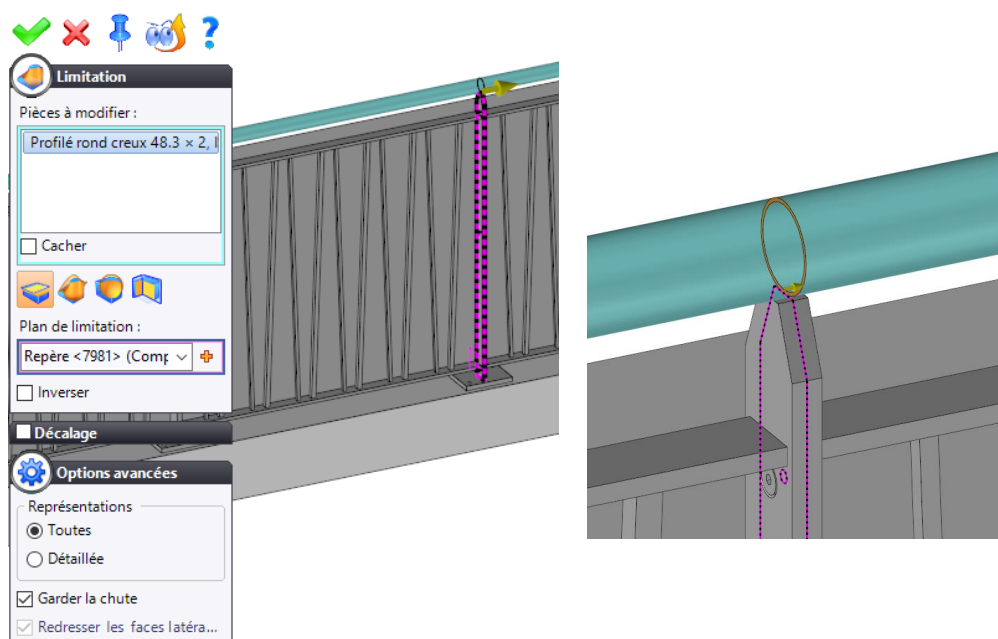 ?
Limitation
Pièces à modifier :
Profilé rond creux 48.3 × 2, l
Cacher
Plan de limitation :
Repère <7981> (Comp
Inverser
Décalage
Options avancées
Représentations
Toutes
Détaillée
Garder la chute
Redresser les faces latéra...